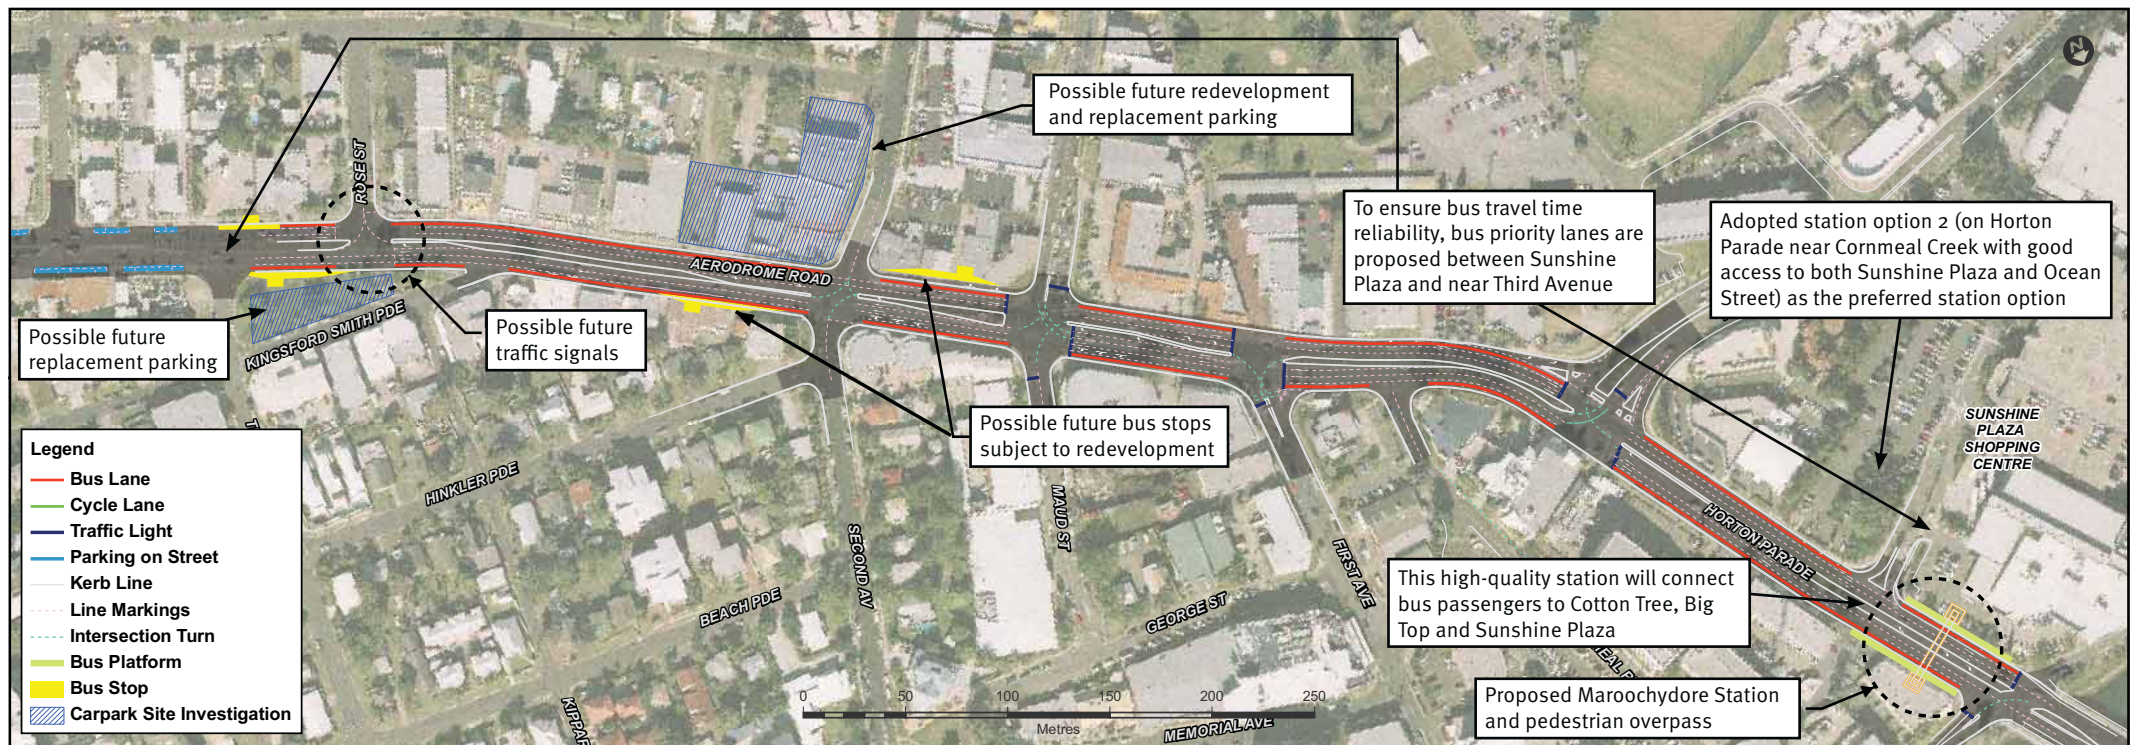 N
ROSE ST
Possible future redevelopment
and replacement parking
To ensure bus travel time
reliability, bus priority lanes are
proposed between Sunshine
Plaza and near Third Avenue
Adopted station option 2 (on Horton
Parade near Cornmeal Creek with good
access to both Sunshine Plaza and Ocean
Street) as the preferred station option
AERODROME ROAD
Possible future
replacement parking
KINGSFORD SMITH PDE
Possible future
traffic signals
Possible future bus stops
subject to redevelopment
SUNSHINE
PLAZA
SHOPPING
CENTRE
HINKLER PDE
MAUD ST
SECOND AV
FIRST AVE
HORTON PARADE
BEACH PDE
GEORGE ST
This high-quality station will connect
bus passengers to Cotton Tree, Big
Top and Sunshine Plaza
Proposed Maroochydore Station
and pedestrian overpass
MEMORIAL AVE
Legend
Bus Lane
Cycle Lane
Traffic Light
Parking on Street
Kerb Line
Line Markings
Intersection Turn
Bus Platform
Bus Stop
Carpark Site Investigation
0 50 100 150 200 250
Metres